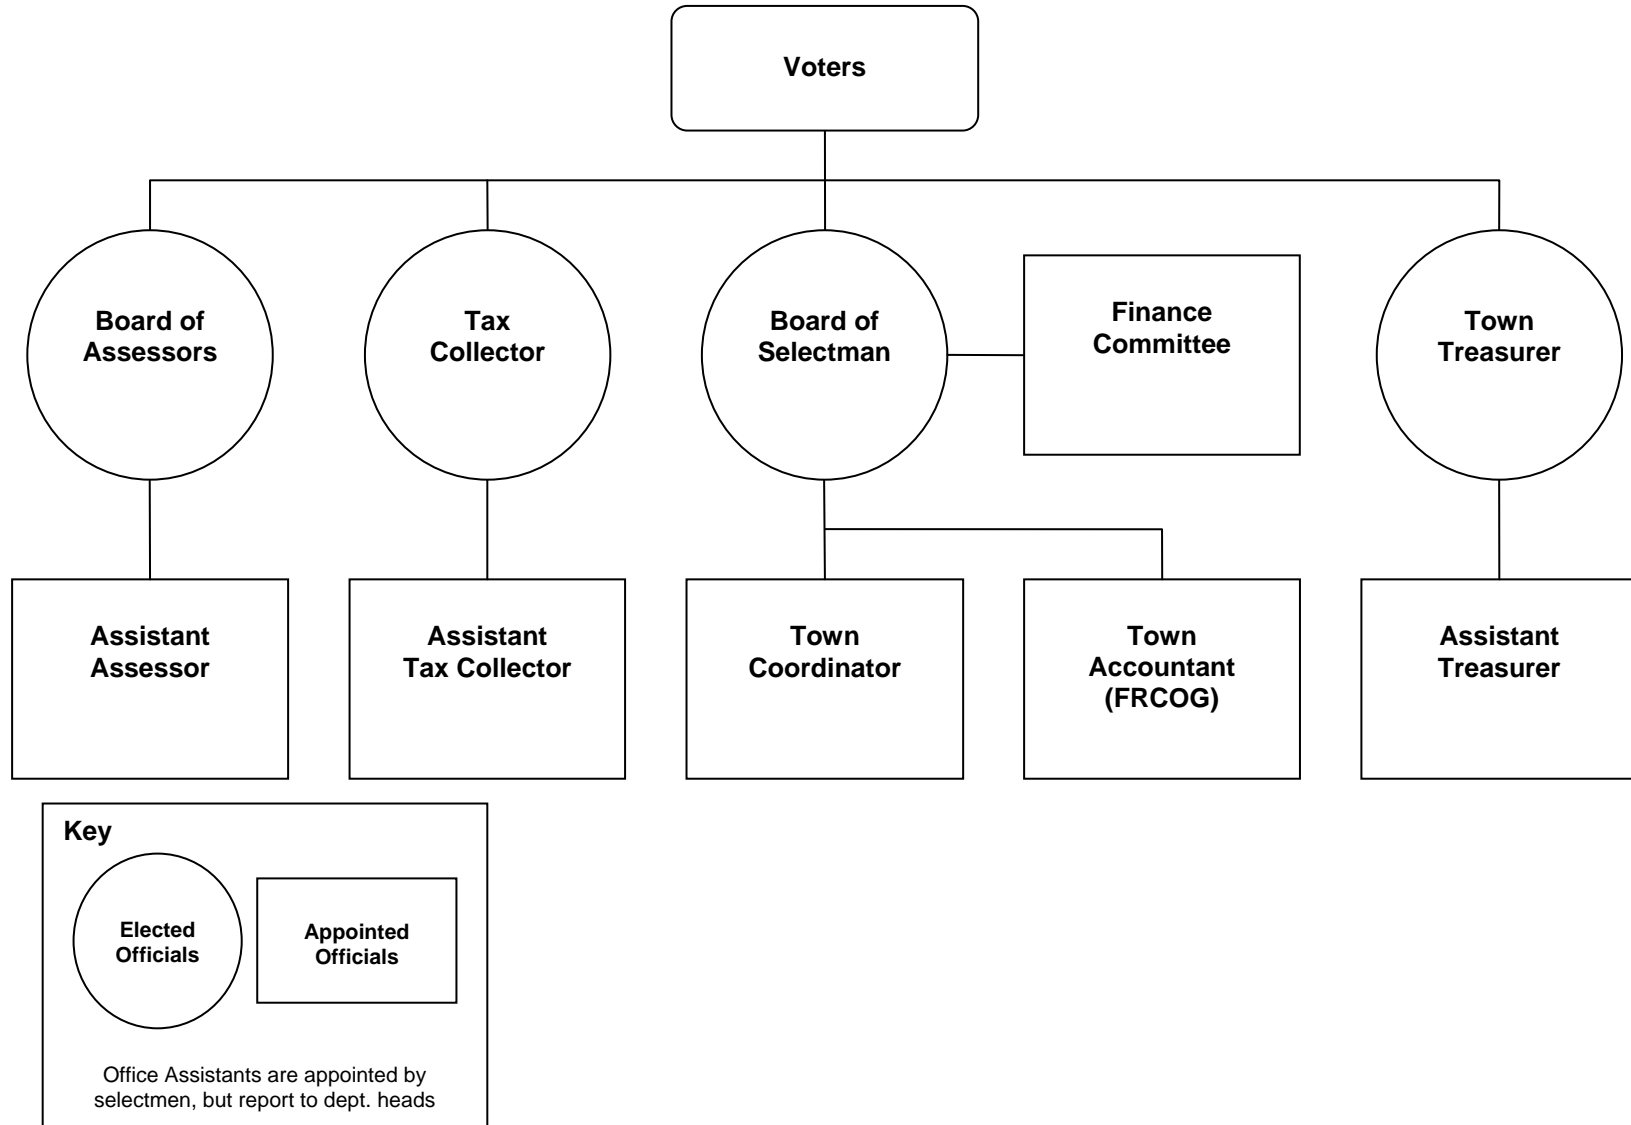 Voters
Board of
Assessors
Tax
Collector
Board of
Selectman
Finance
Committee
Town
Treasurer
Assistant
Assessor
Assistant
Tax Collector
Town
Coordinator
Town
Accountant
(FRCOG)
Assistant
Treasurer
Key
Elected
Officials
Appointed
Officials
Office Assistants are appointed by
selectmen, but report to dept. heads